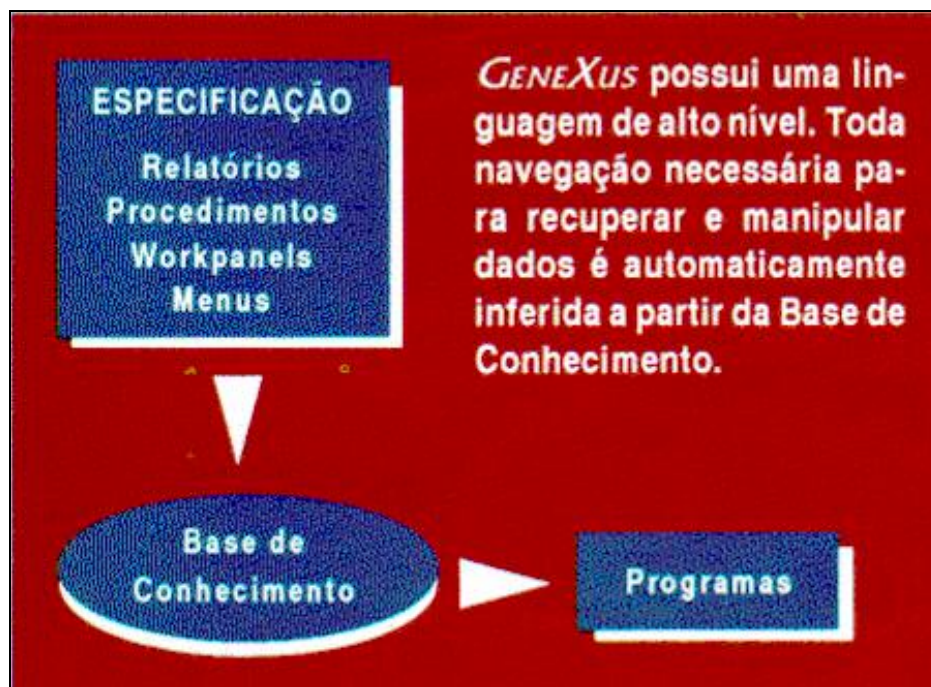 ESPECIFICAÇÃO
Relatórios
Procedimentos
Workpanels
Menus
GENEXUS possui uma lin-
guagem de alto nível. Toda
navegação necessária pa-
ra recuperar e manipular
dados é automaticamente
inferida a partir da Base de
Conhecimento.
Base de
Conhecimento
Programas